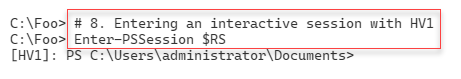 C:\Foo> # 8. Entering an interactive session with HV1
C:\Foo> Enter-PSSession $RS
[HV1]: PS C:\Users\administrator\Documents>